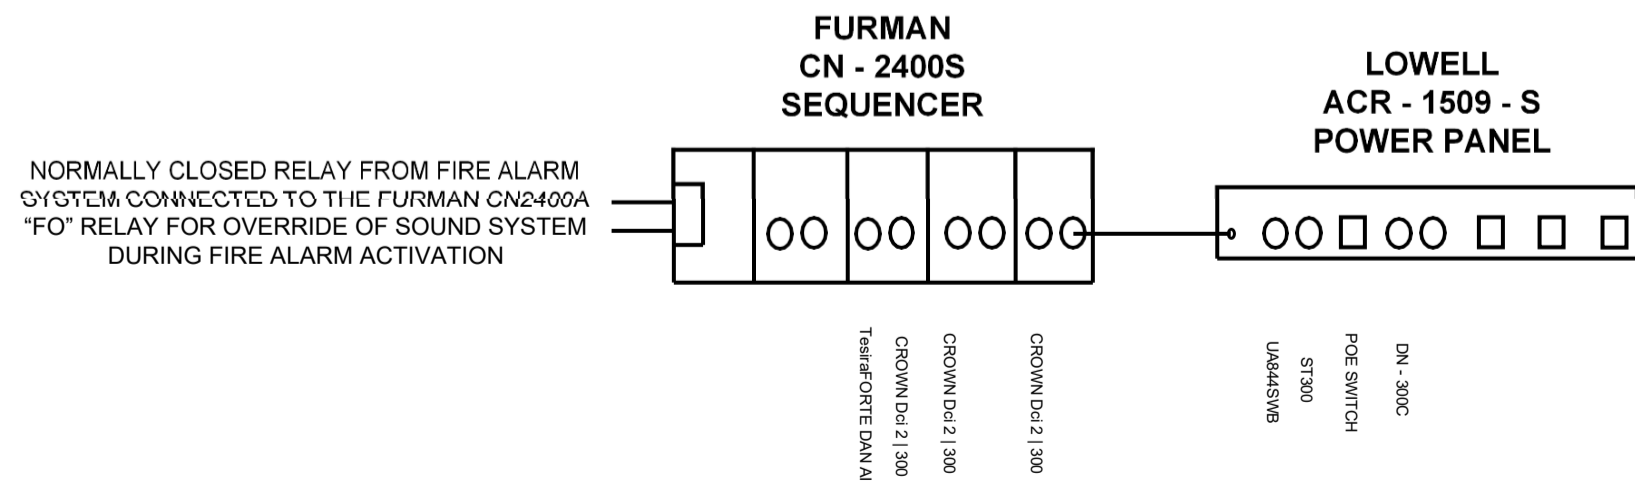 FURMAN
CN - 2400S
SEQUENCER
LOWELL
ACR - 1509 - S
POWER PANEL
NORMALLY CLOSED RELAY FROM FIRE ALARM
SYSTEM CONNECTED TO THE FURMAN CN2400A
“FO” RELAY FOR OVERRIDE OF SOUND SYSTEM
DURING FIRE ALARM ACTIVATION
TesiraFORTE DAN AI
CROWN Dci 2 | 300
CROWN Dci 2 | 300
CROWN Dci 2 | 300
UA844SWB
ST300
POE SWITCH
DN - 300C